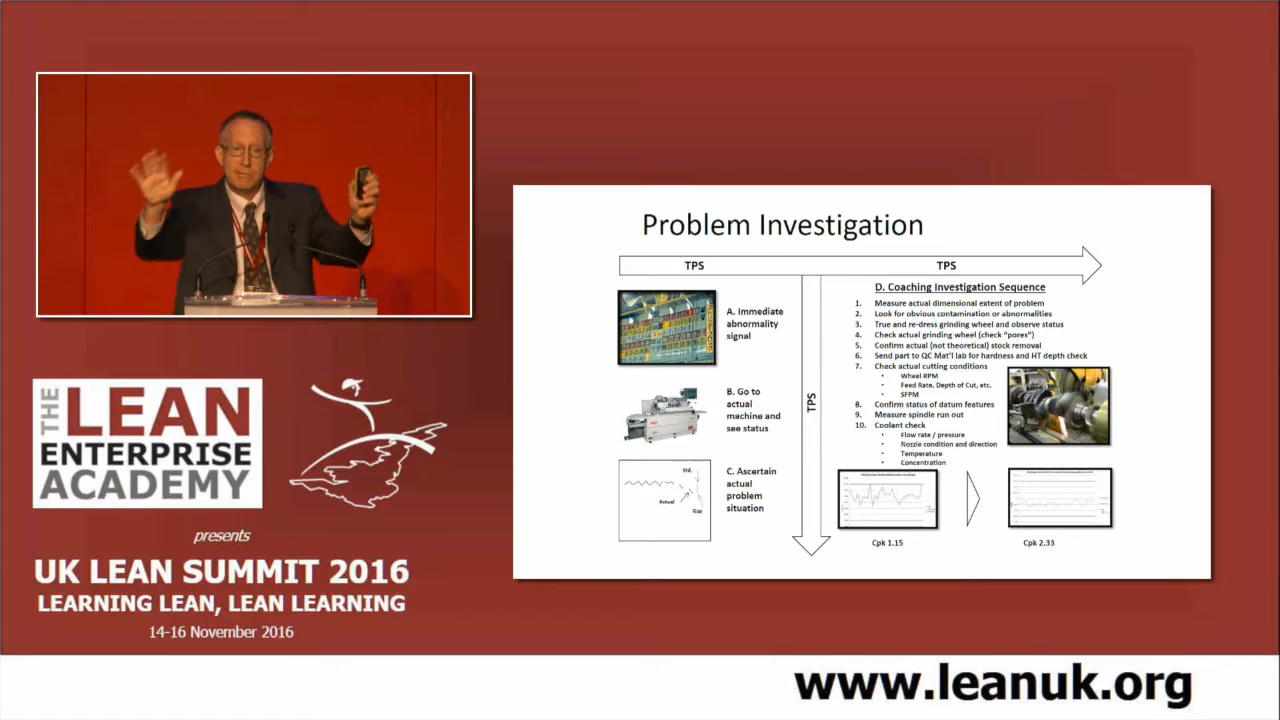 THE
LEAN
ENTERPRISE
ACADEMY
presents
UK LEAN SUMMIT 2016
LEARNING LEAN, LEAN LEARNING
14-16 November 2016
Problem Investigation
TPS
TPS
TPS
A. Immediate
abnormality
signal
B. Go to
actual
machine and
see status
C. Ascertain
actual
problem
situation
Std.
Actual
Gap
D. Coaching Investigation Sequence
1. Measure actual dimensional extent of problem
2. Look for obvious contamination or abnormalities
3. True and re-dress grinding wheel and observe status
4. Check actual grinding wheel (check "pores")
5. Confirm actual (not theoretical) stock removal
6. Send part to QC Mat'l lab for hardness and HT depth check
7. Check actual cutting conditions
• Wheel RPM
• Feed Rate, Depth of Cut, etc.
• SFPM
8. Confirm status of datum features
9. Measure spindle run out
10. Coolant check
• Flow rate / pressure
• Nozzle condition and direction
• Temperature
• Concentration
Cpk 1.15
Cpk 2.33
www.leanuk.org